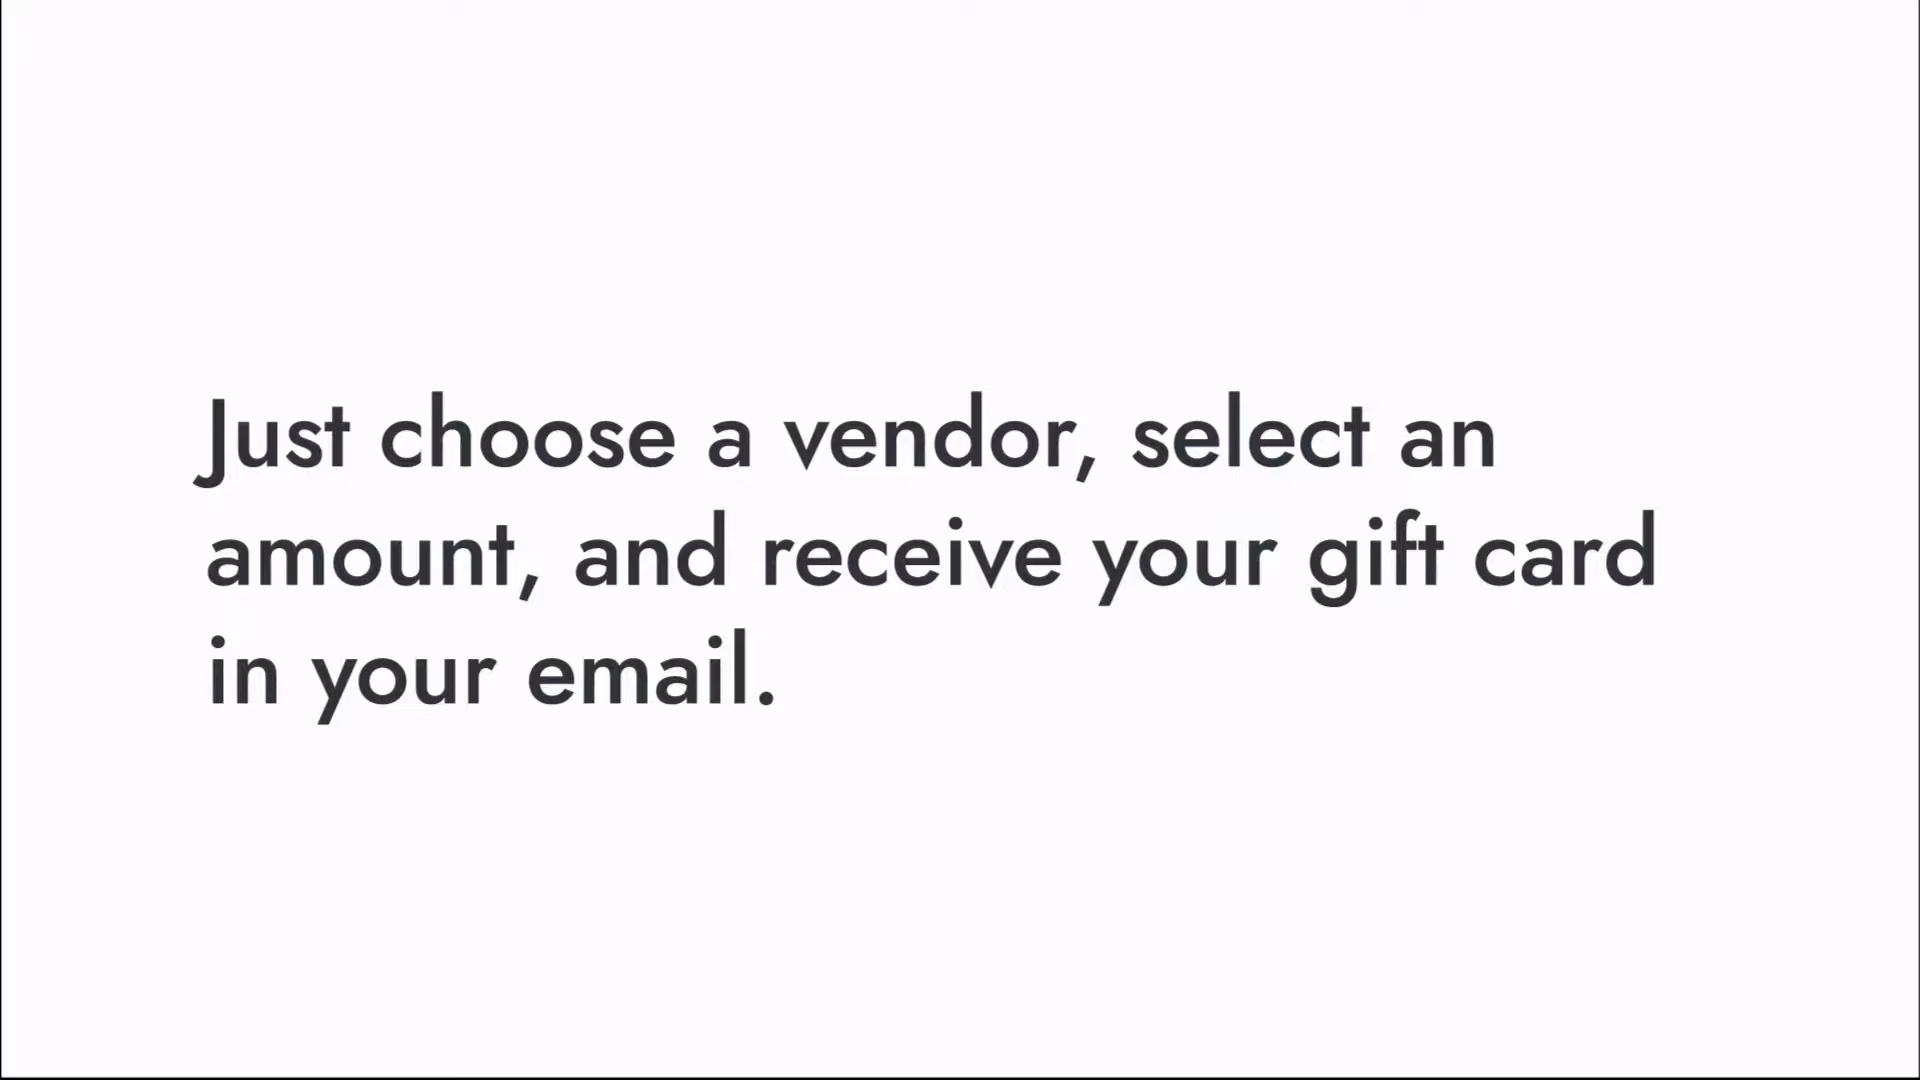 Just choose a vendor, select an
amount, and receive your gift card
in your email.